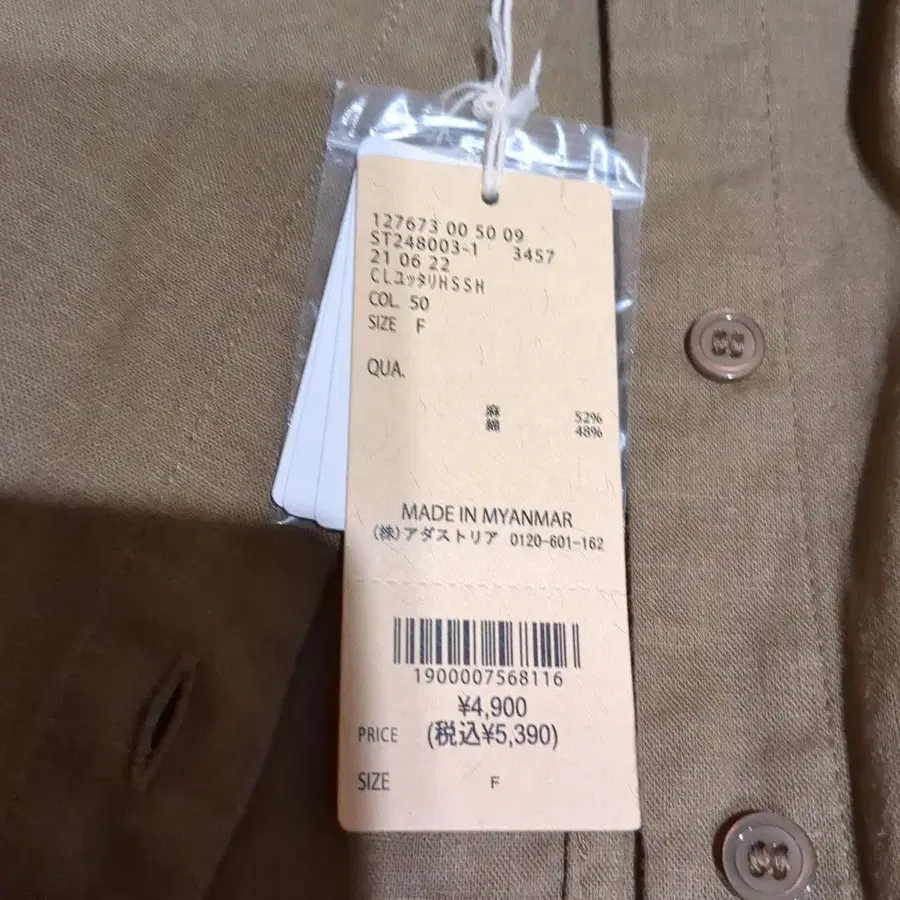 127673 00 50 09
ST248003-1 3457
21 06 22
CLユッタリHSSH
COL. 50
SIZE F
QUA.
麻 52%
綿 48%
MADE IN MYANMAR
(株)アダストリア 0120-601-162
1900007568116
¥4,900
PRICE (税込¥5,390)
SIZE F